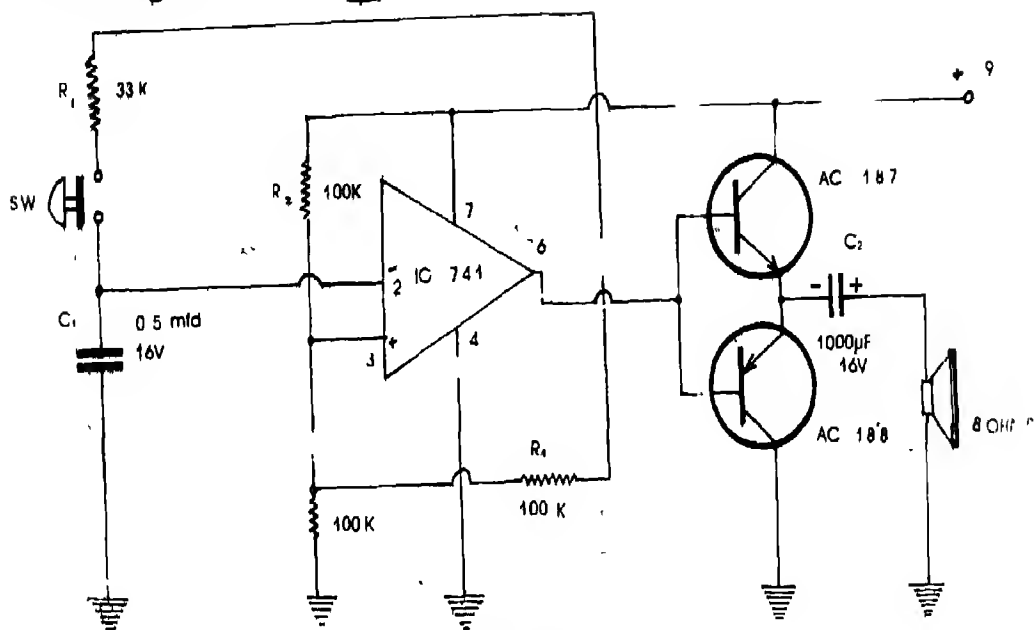 R₁ 33K
SW
C₁ 0.5 mfd
16V
R₂ 100K
7
2
IC 741
3
6
4
+ 9
AC 187
C₂
- +
1000µF
16V
AC 188
8 OHM
R₄
100 K
100K